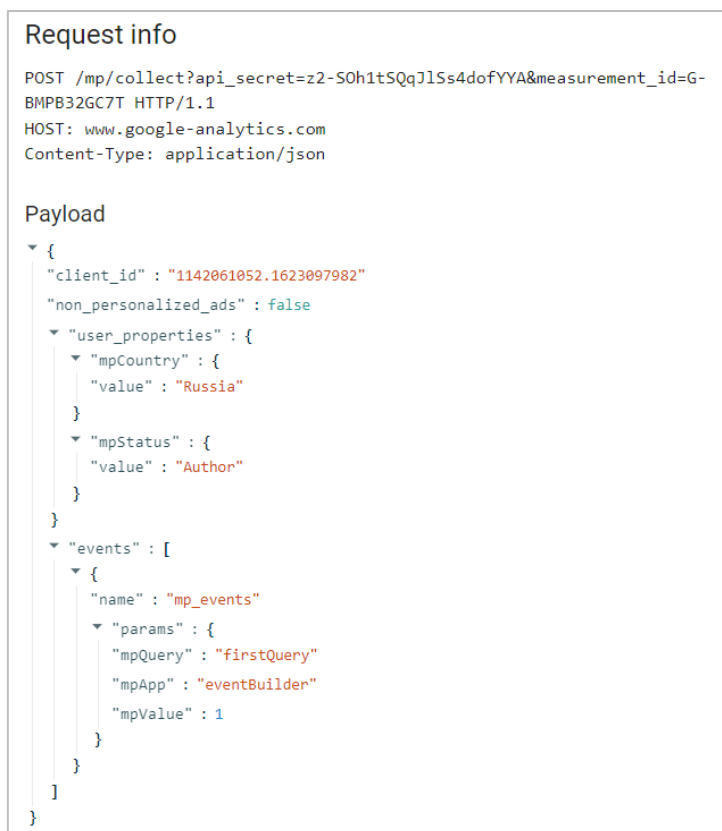 Request info
POST /mp/collect?api_secret=z2-SOh1tSQqJlSs4dofYYA&measurement_id=G-
BMPB32GC7T HTTP/1.1
HOST: www.google-analytics.com
Content-Type: application/json
Payload
{
"client_id" : "1142061052.1623097982"
"non_personalized_ads" : false
"user_properties" : {
"mpCountry" : {
"value" : "Russia"
}
"mpStatus" : {
"value" : "Author"
}
}
"events" : [
{
"name" : "mp_events"
"params" : {
"mpQuery" : "firstQuery"
"mpApp" : "eventBuilder"
"mpValue" : 1
}
}
]
}